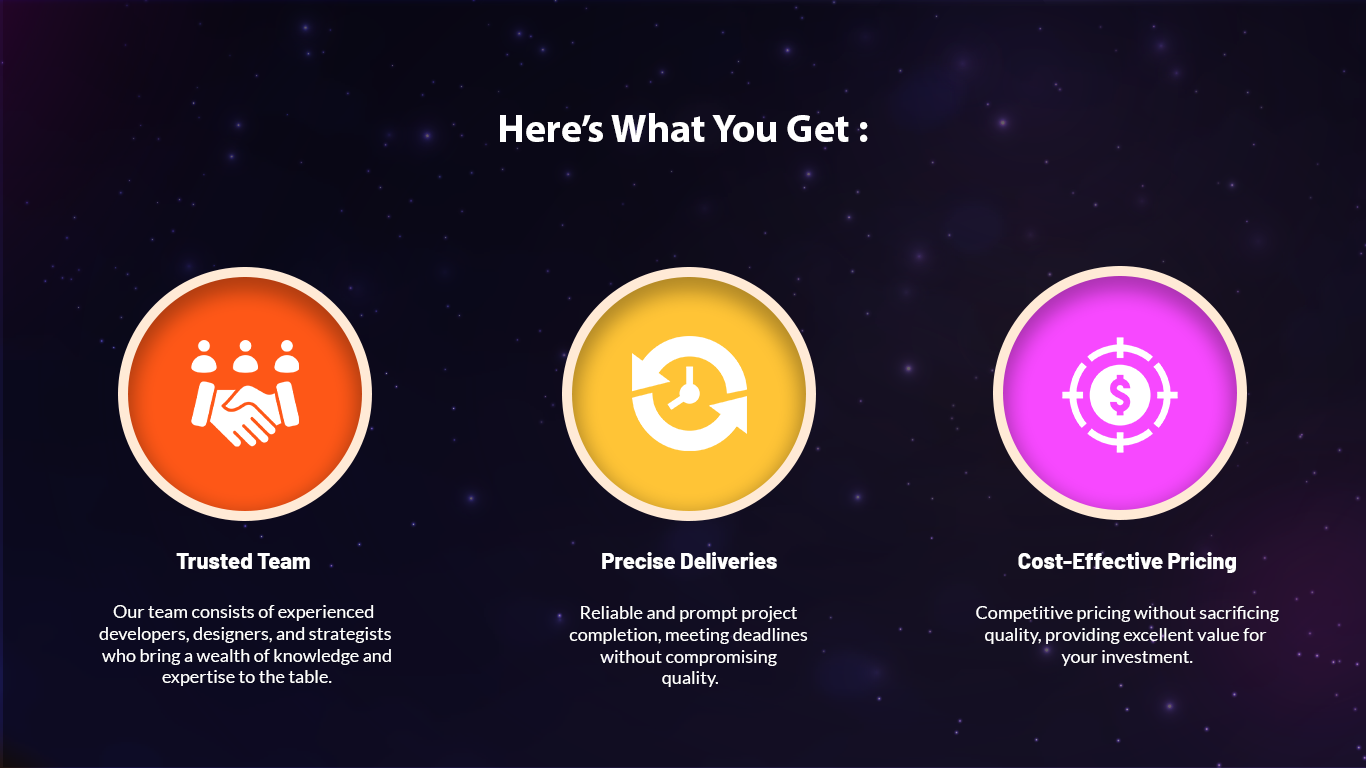 Here’s What You Get :
Trusted Team
Our team consists of experienced
developers, designers, and strategists
who bring a wealth of knowledge and
expertise to the table.
Precise Deliveries
Reliable and prompt project
completion, meeting deadlines
without compromising
quality.
Cost-Effective Pricing
Competitive pricing without sacrificing
quality, providing excellent value for
your investment.